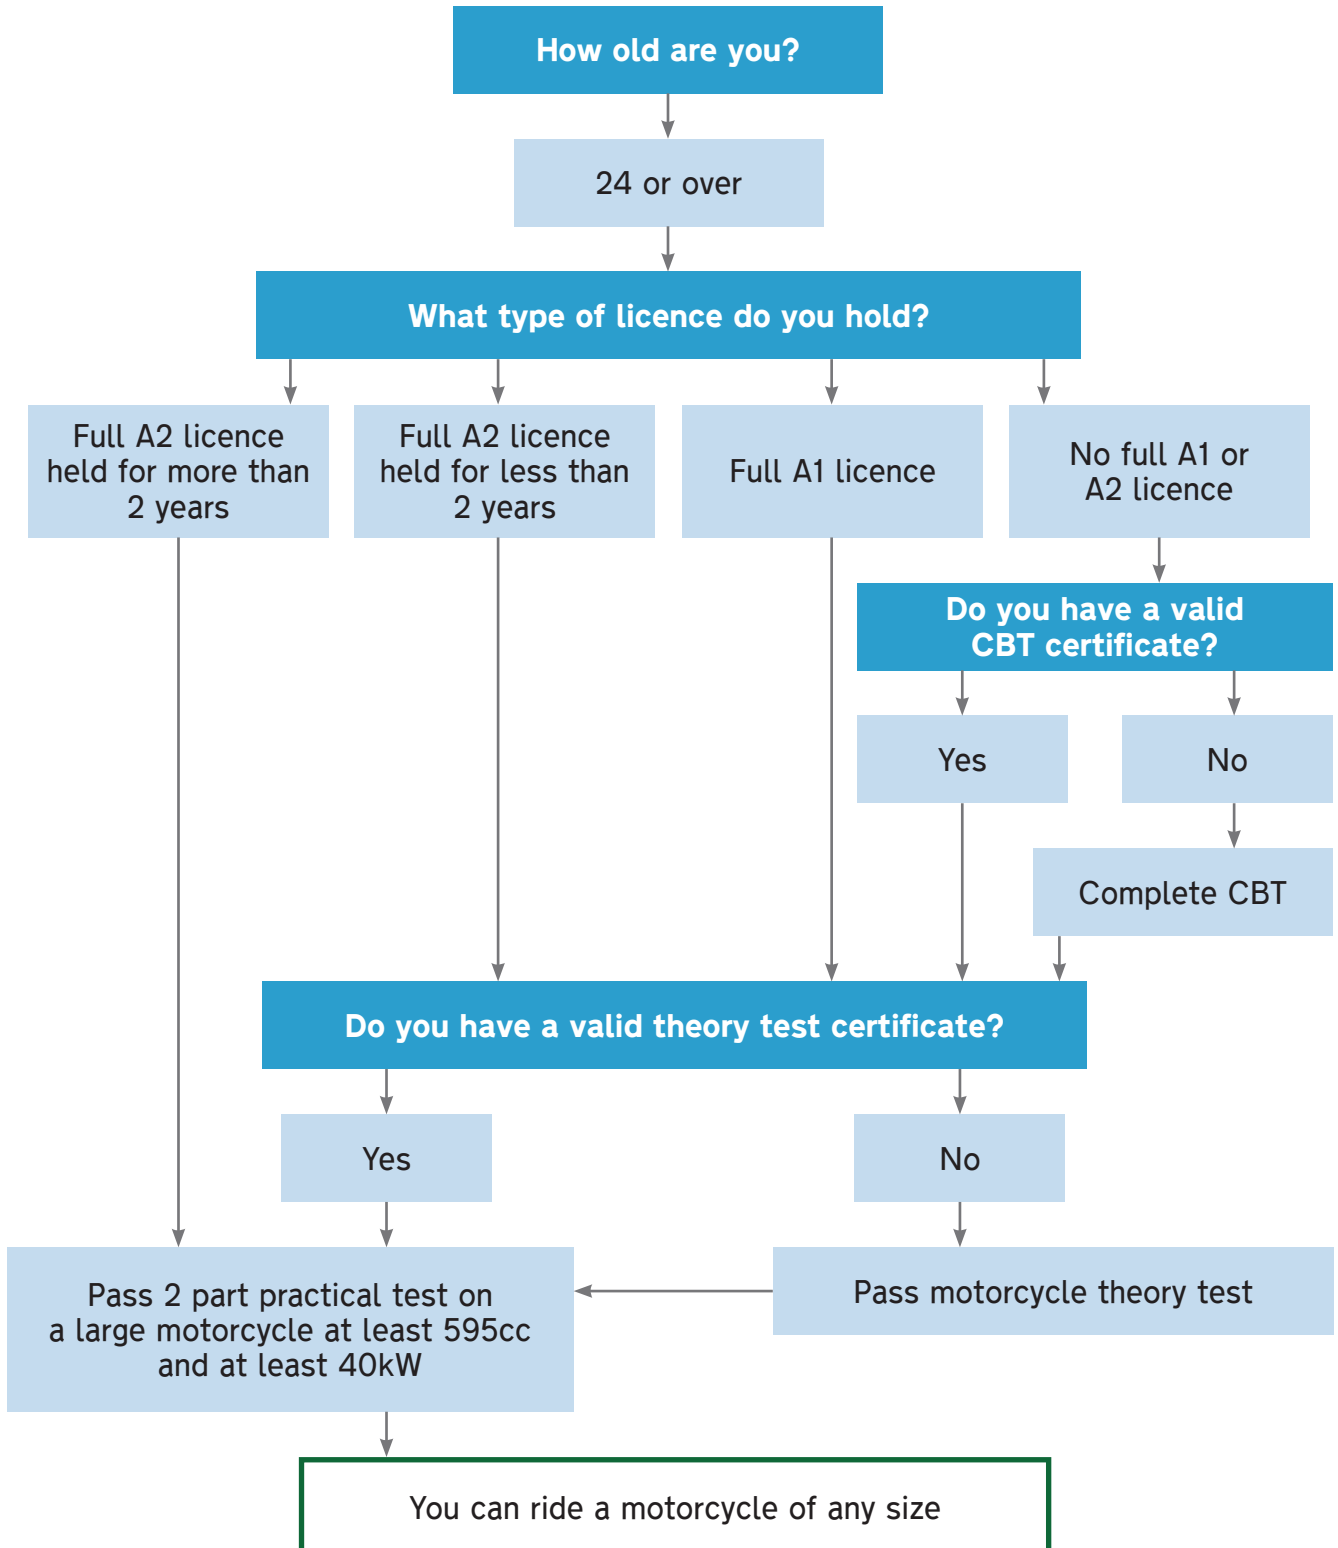 How old are you?
24 or over
What type of licence do you hold?
Full A2 licence
held for more than
2 years
Full A2 licence
held for less than
2 years
Full A1 licence
No full A1 or
A2 licence
Do you have a valid
CBT certificate?
Yes
No
Complete CBT
Do you have a valid theory test certificate?
Yes
No
Pass 2 part practical test on
a large motorcycle at least 595cc
and at least 40kW
Pass motorcycle theory test
You can ride a motorcycle of any size